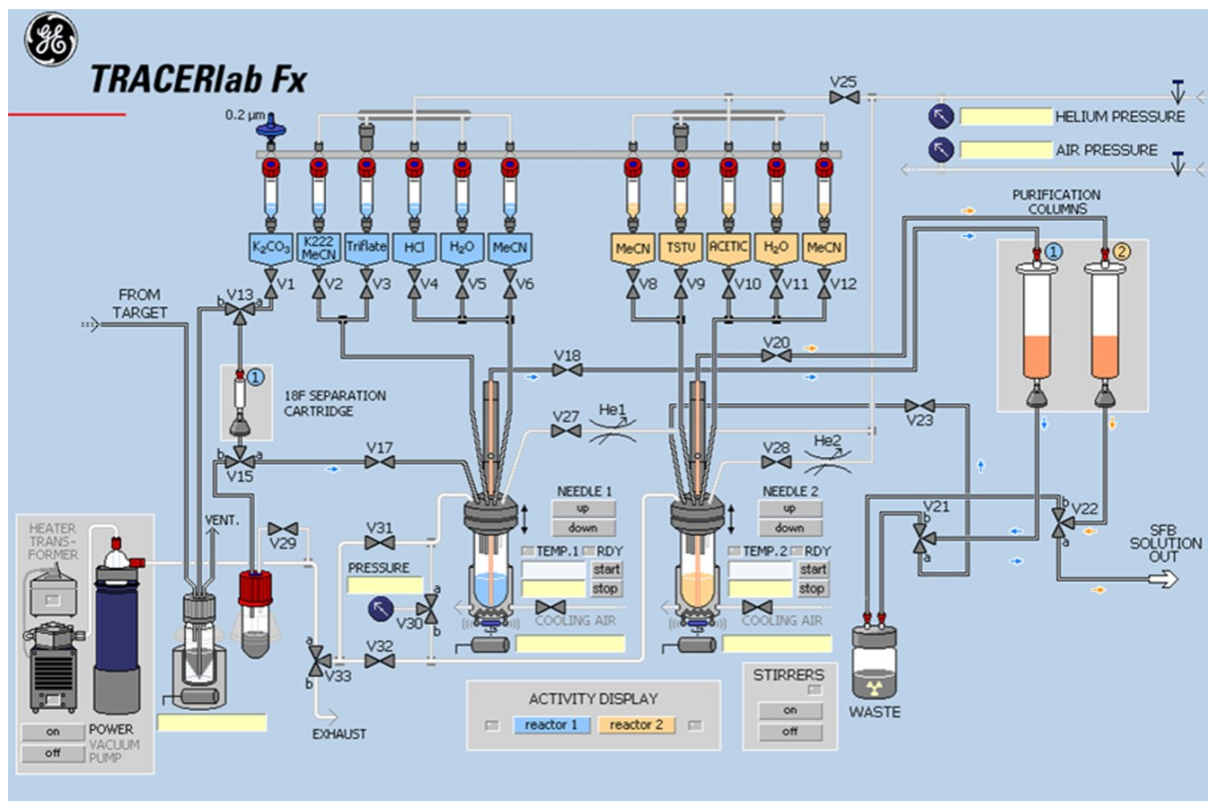 GE
TRACERlab Fx
V25
HELIUM PRESSURE
AIR PRESSURE
0.2 µm
PURIFICATION
COLUMNS
1
2
K2CO3
K222
MeCN
Triflate
HCl
H2O
MeCN
MeCN
TSTU
ACETIC
H2O
MeCN
V1
V2
V3
V4
V5
V6
V8
V9
V10
V11
V12
FROM
TARGET
b
V13
a
V18
V20
1
18F SEPARATION
CARTRIDGE
V27
He1
V23
b
a
V15
V17
V28
He2
NEEDLE 1
up
down
NEEDLE 2
up
down
V21
b
a
b
V22
a
SFB
SOLUTION
OUT
HEATER
TRANS-
FORMER
VENT.
V29
V31
TEMP.1
RDY
start
stop
TEMP.2
RDY
start
stop
PRESSURE
a
V30
b
COOLING AIR
COOLING AIR
a
V33
b
V32
WASTE
STIRRERS
on
off
ACTIVITY DISPLAY
reactor 1
reactor 2
on
POWER
off
VACUUM
PUMP
EXHAUST